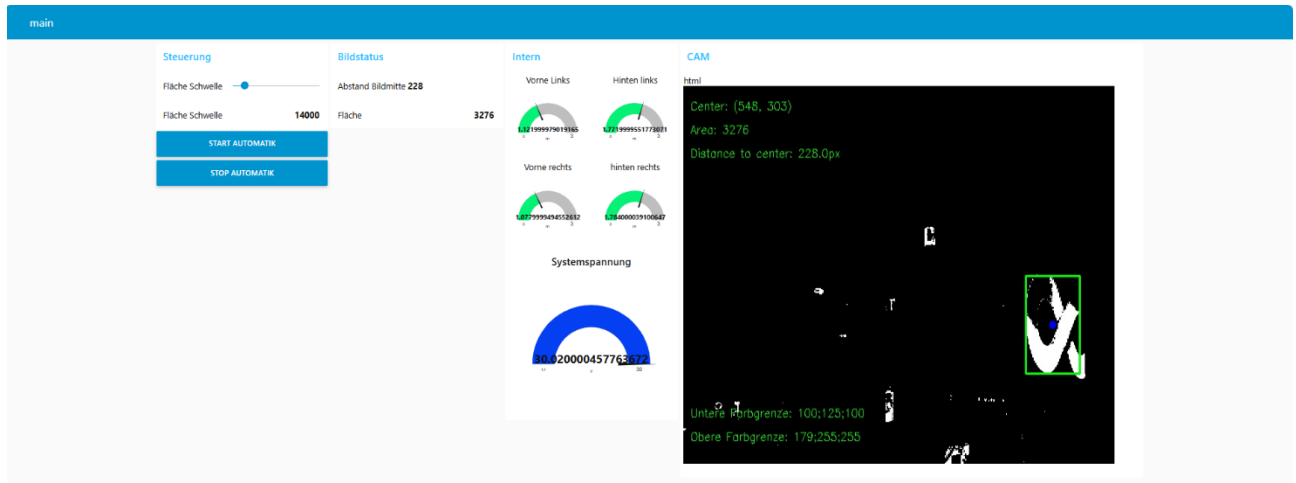 main
Steuerung
Fläche Schwelle
Fläche Schwelle 14000
START AUTOMATIK
STOP AUTOMATIK
Bildstatus
Abstand Bildmitte 228
Fläche 3276
Intern
Vorne Links Hinten links
1.121999979019165 1.7219999551773071
Vorne rechts hinten rechts
1.0779999494552612 1.784000039100647
Systemspannung
30.020000457763672
CAM
html
Center: (548, 303)
Area: 3276
Distance to center: 228.0px
Untere Farbgrenze: 100;125;100
Obere Farbgrenze: 179;255;255